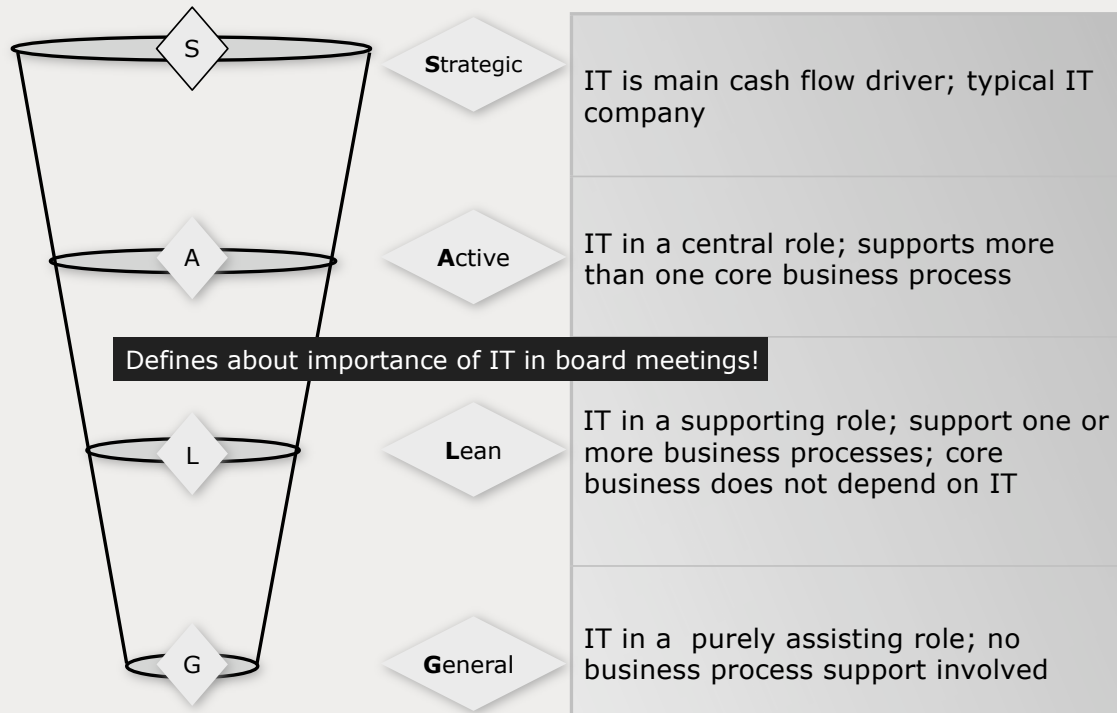 S
Strategic
IT is main cash flow driver; typical IT
company
A
Active
IT in a central role; supports more
than one core business process
Defines about importance of IT in board meetings!
L
Lean
IT in a supporting role; support one or
more business processes; core
business does not depend on IT
G
General
IT in a  purely assisting role; no
business process support involved